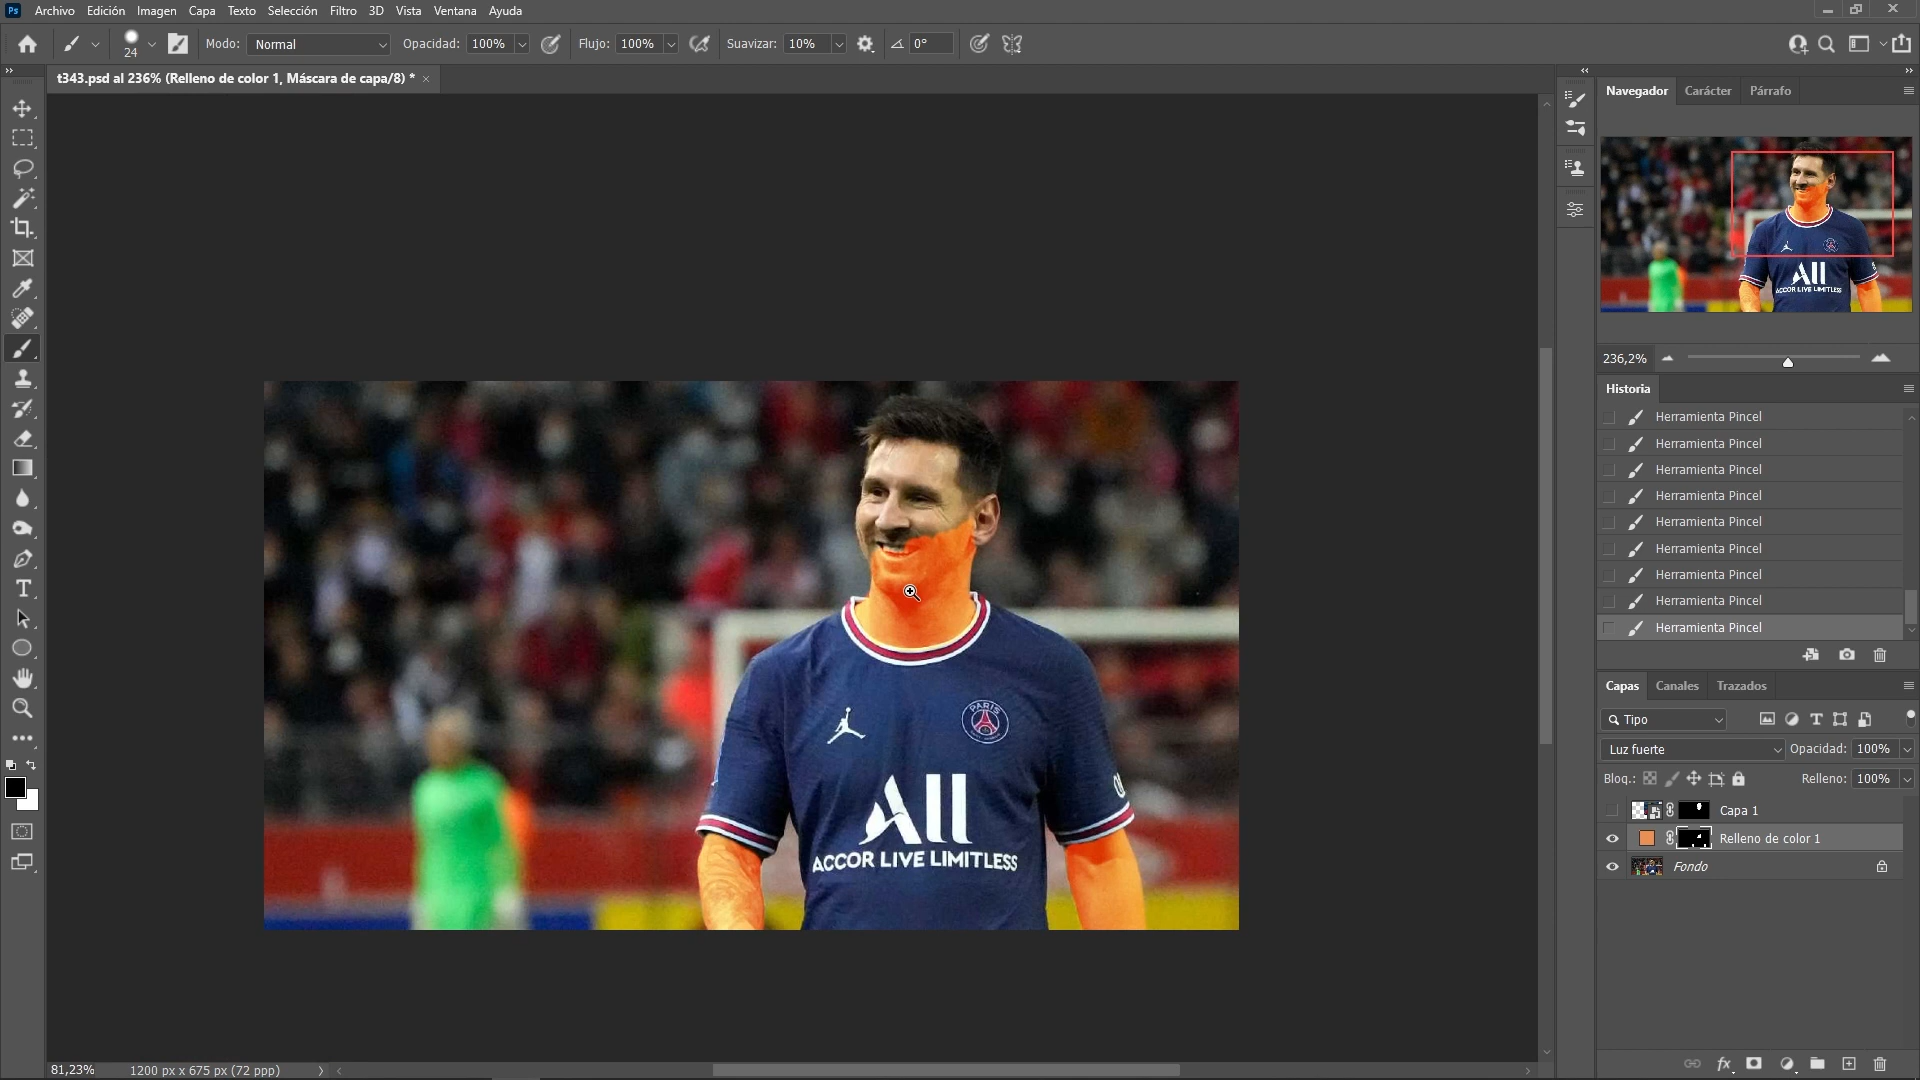 Ps Archivo Edición Imagen Capa Texto Selección Filtro 3D Vista Ventana Ayuda
24 Modo: Normal Opacidad: 100% Flujo: 100% Suavizar: 10% 0°
t343.psd al 236% (Relleno de color 1, Máscara de capa/8) * ×
Navegador Carácter Párrafo
ACCOR LIVE LIMITLESS
236,2%
Historia
Herramienta Pincel
Herramienta Pincel
Herramienta Pincel
Herramienta Pincel
Herramienta Pincel
Herramienta Pincel
Herramienta Pincel
Herramienta Pincel
Herramienta Pincel
PARIS
All
ACCOR LIVE LIMITLESS
Capas Canales Trazados
Tipo
Luz fuerte Opacidad: 100%
Bloq.: Relleno: 100%
Capa 1
Relleno de color 1
Fondo
81,23% 1200 px x 675 px (72 ppp)